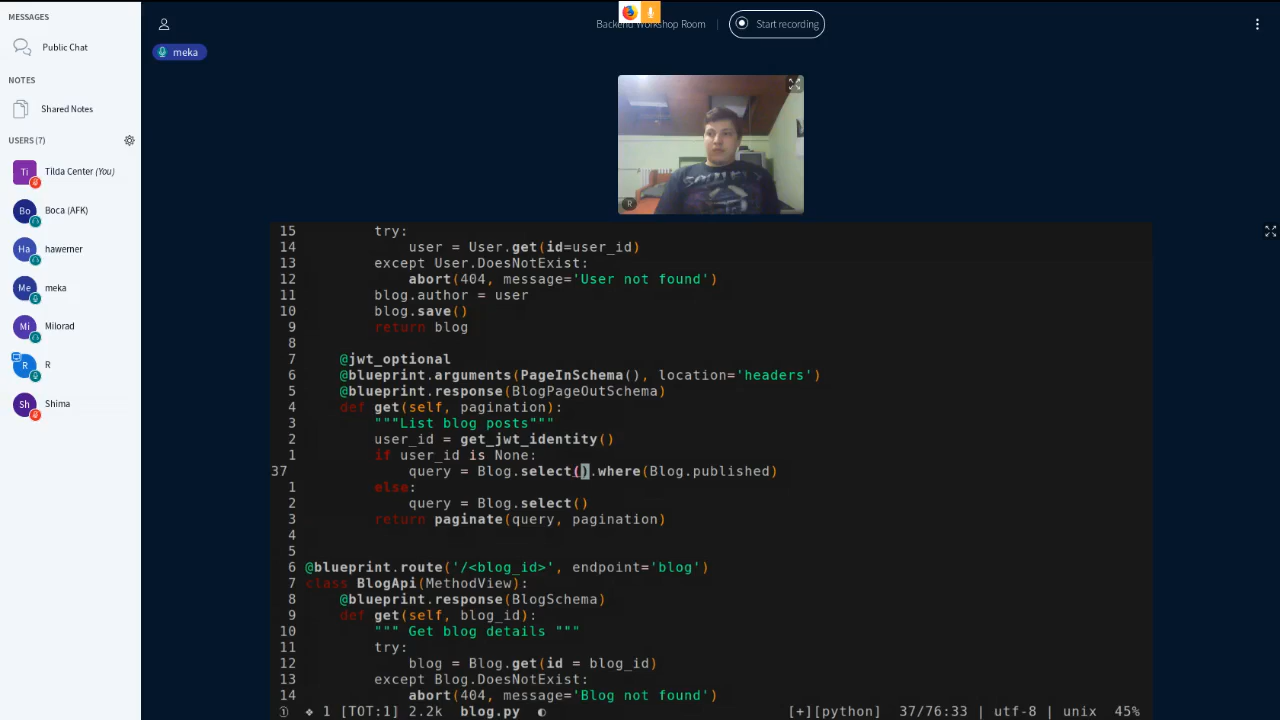 MESSAGES
Public Chat
NOTES
Shared Notes
USERS (7)
Ti Tilda Center (You)
Bo Boca (AFK)
Ha hawerner
Me meka
Mi Milorad
R R
Sh Shima
Backend Workshop Room
Start recording
meka
R
15 try:
14 user = User.get(id=user_id)
13 except User.DoesNotExist:
12 abort(404, message='User not found')
11 blog.author = user
10 blog.save()
9 return blog
8
7 @jwt_optional
6 @blueprint.arguments(PageInSchema(), location='headers')
5 @blueprint.response(BlogPageOutSchema)
4 def get(self, pagination):
3 """List blog posts"""
2 user_id = get_jwt_identity()
1 if user_id is None:
37 query = Blog.select().where(Blog.published)
1 else:
2 query = Blog.select()
3 return paginate(query, pagination)
4
5
6 @blueprint.route('/<blog_id>', endpoint='blog')
7 class BlogApi(MethodView):
8 @blueprint.response(BlogSchema)
9 def get(self, blog_id):
10 """ Get blog details """
11 try:
12 blog = Blog.get(id = blog_id)
13 except Blog.DoesNotExist:
14 abort(404, message='Blog not found')
① ❖ 1 [TOT:1] 2.2k blog.py [+][python] 37/76:33 | utf-8 | unix 45%